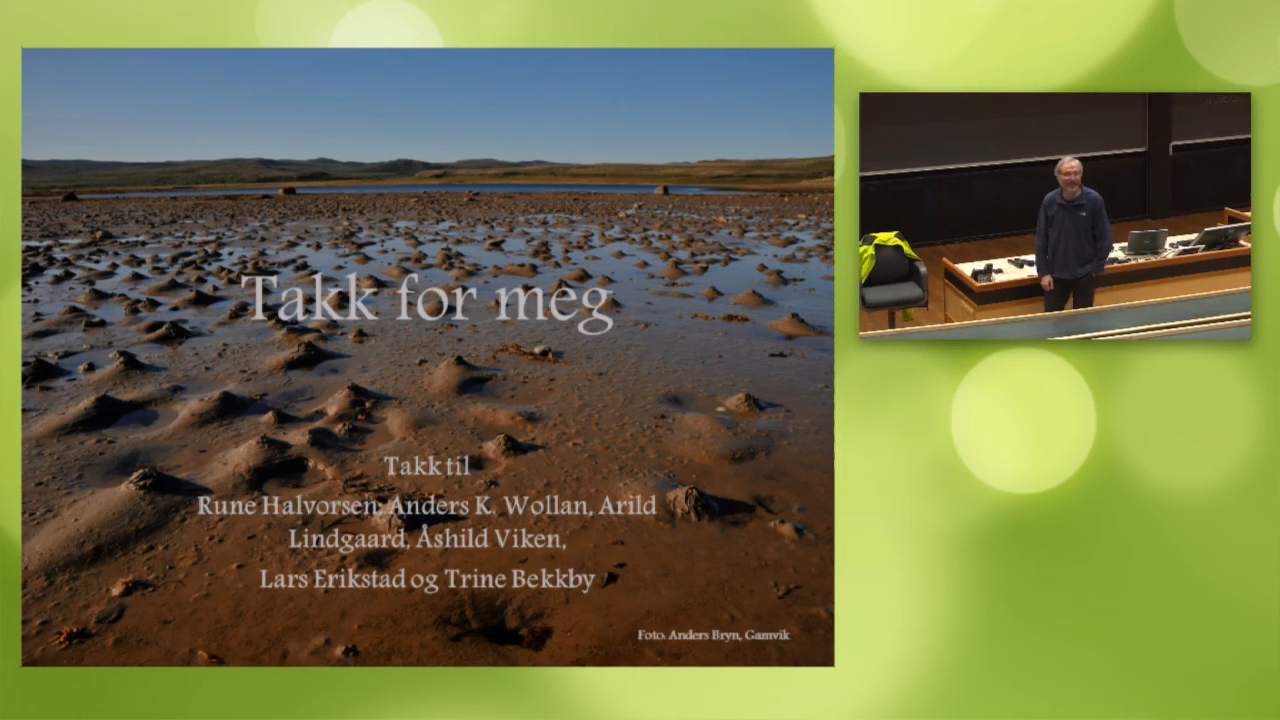 Takk for meg
Takk til
Rune Halvorsen, Anders K. Wollan, Arild
Lindgaard, Åshild Viken,
Lars Erikstad og Trine Bekkby
Foto: Anders Bryn, Gamvik